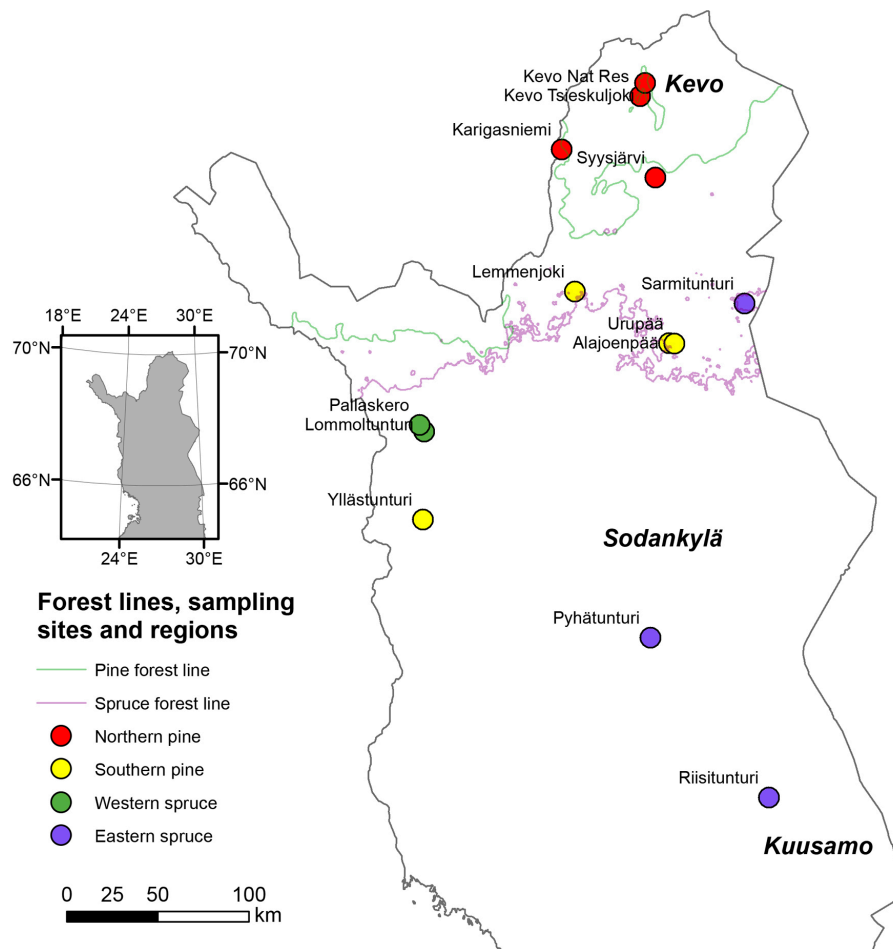 Kevo Nat Res
Kevo Tsieskuljok
Kevo
Karigasniemi
Syysjärvi
Lemmenjoki
Sarmitunturi
Urupää
Alajoenpää
18°E 24°E 30°E
70°N 70°N
66°N 66°N
24°E 30°E
Pallaskero
Lommoltuntur
Yllästunturi
Sodankylä
Pyhätunturi
Riisitunturi
Kuusamo
Forest lines, sampling
sites and regions
Pine forest line
Spruce forest line
Northern pine
Southern pine
Western spruce
Eastern spruce
0 25 50 100
km